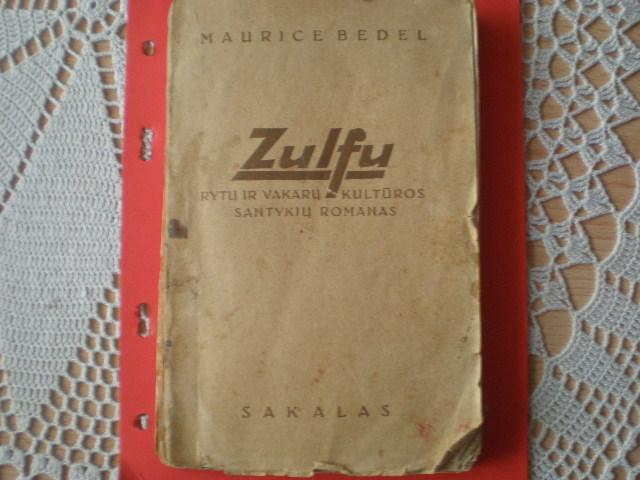 MAURICE BEDEL
Zulfu
RYTŲ IR VAKARŲ KULTŪROS
SANTYKIŲ ROMANAS
SAKALAS